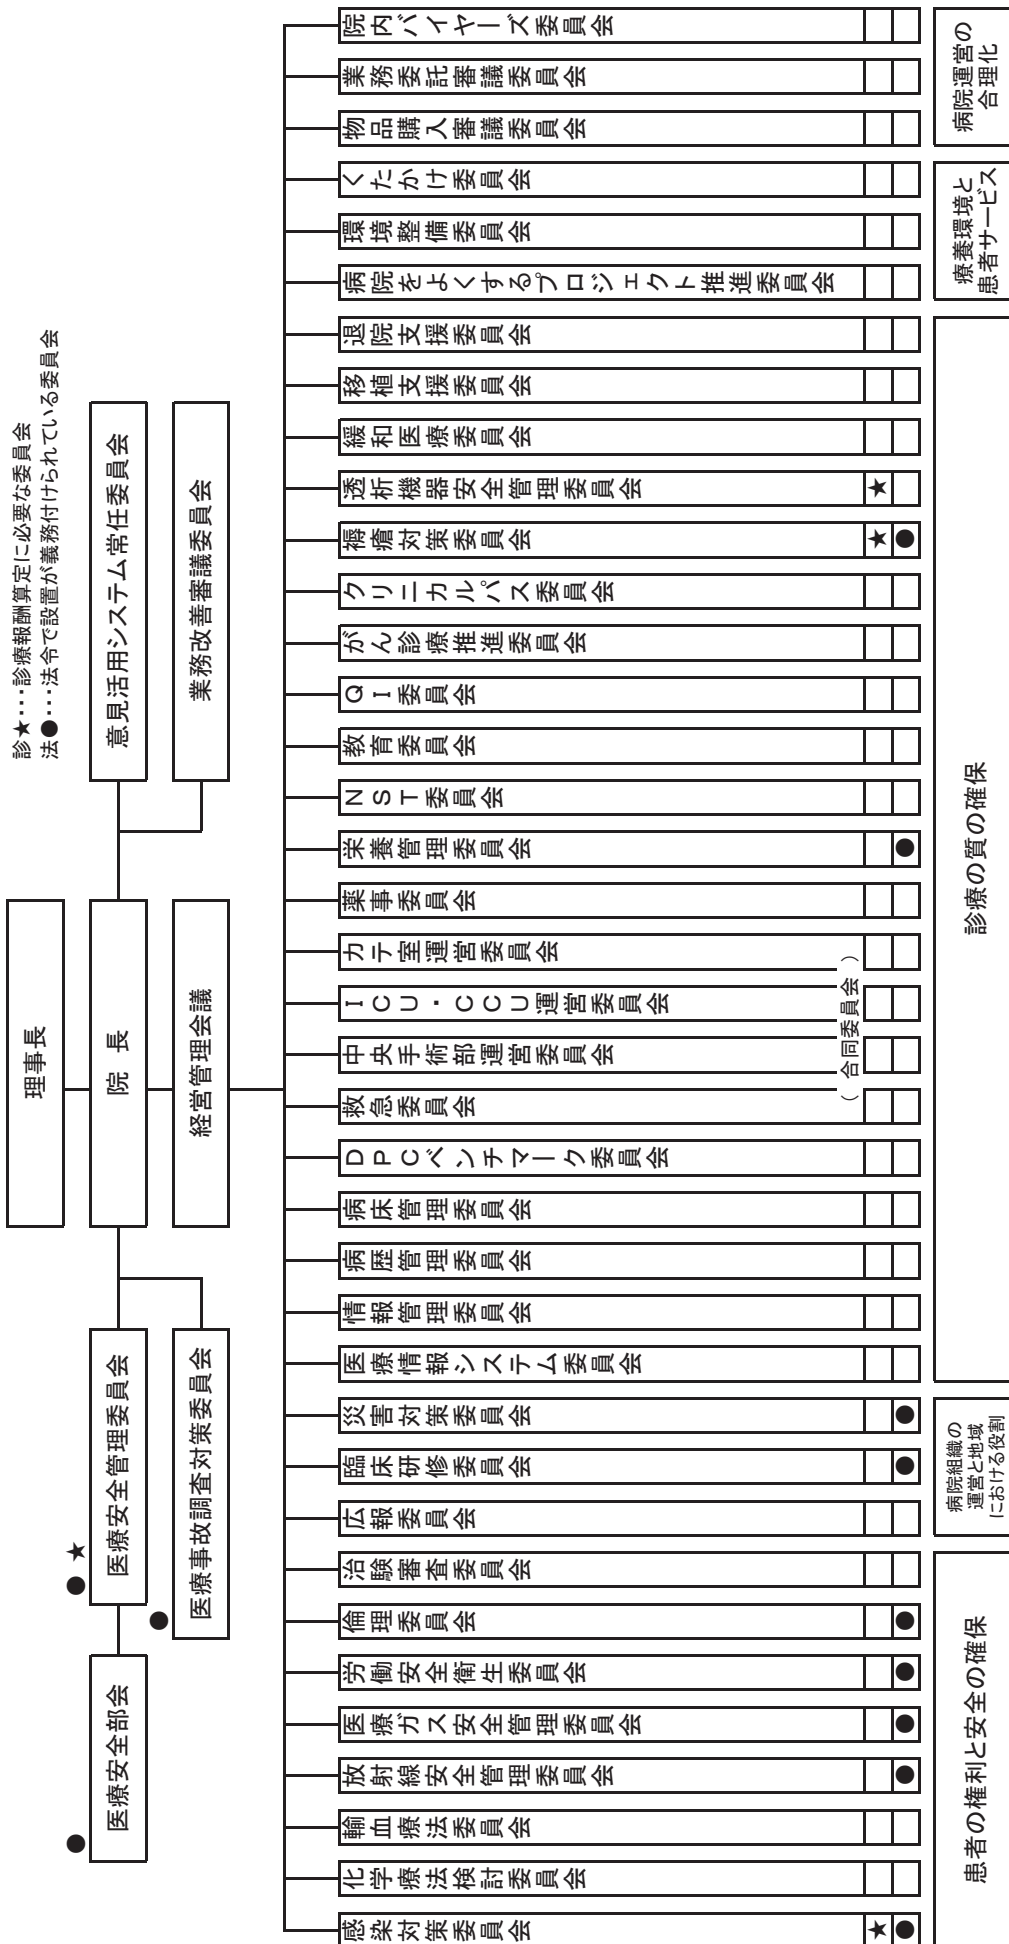 診★･･･診療報酬算定に必要な委員会
法●･･･法令で設置が義務付けられている委員会
理事長
院　長
経営管理会議
意見活用システム常任委員会
業務改善審議委員会
●★
医療安全管理委員会
●
医療事故調査対策委員会
●
医療安全部会
感染対策委員会 ★ ●
化学療法検討委員会
輸血療法委員会
放射線安全管理委員会 ●
医療ガス安全管理委員会 ●
労働安全衛生委員会 ●
倫理委員会 ●
治験審査委員会
広報委員会
臨床研修委員会 ●
災害対策委員会 ●
医療情報システム委員会
情報管理委員会
病歴管理委員会
病床管理委員会
ＤＰＣベンチマーク委員会
救急委員会
中央手術部運営委員会
ＩＣＵ・ＣＣＵ運営委員会
カテ室運営委員会
（ 合同委員会 ）
薬事委員会
栄養管理委員会 ●
ＮＳＴ委員会
教育委員会
ＱＩ委員会
がん診療推進委員会
クリニカルパス委員会
褥瘡対策委員会 ★ ●
透析機器安全管理委員会 ★
緩和医療委員会
移植支援委員会
退院支援委員会
病院をよくするプロジェクト推進委員会
環境整備委員会
くたかけ委員会
物品購入審議委員会
業務委託審議委員会
院内バイヤーズ委員会
患者の権利と安全の確保
病院組織の
運営と地域
における役割
診療の質の確保
療養環境と
患者サービス
病院運営の
合理化